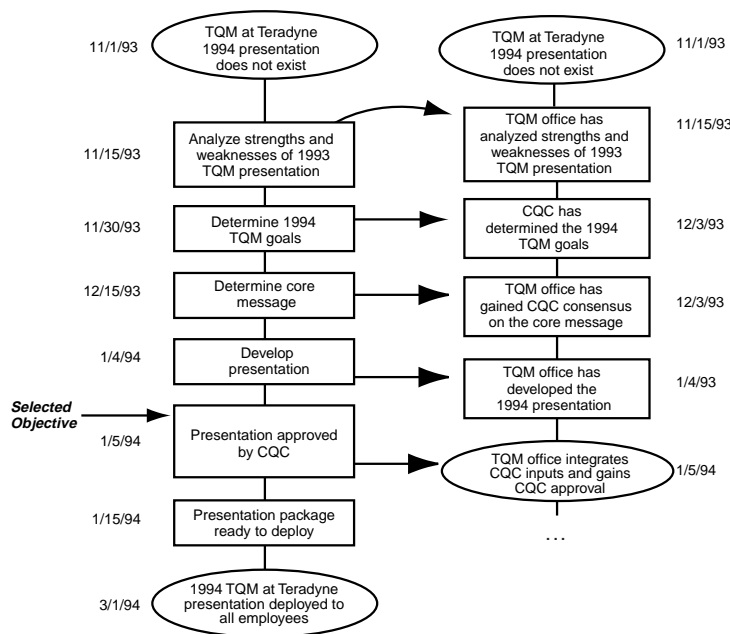 11/1/93
TQM at Teradyne
1994 presentation
does not exist
11/15/93
Analyze strengths and
weaknesses of 1993
TQM presentation
11/30/93
Determine 1994
TQM goals
12/15/93
Determine core
message
1/4/94
Develop
presentation
Selected
Objective
1/5/94
Presentation approved
by CQC
1/15/94
Presentation package
ready to deploy
3/1/94
1994 TQM at Teradyne
presentation deployed to
all employees
TQM at Teradyne
1994 presentation
does not exist
11/1/93
TQM office has
analyzed strengths and
weaknesses of 1993
TQM presentation
11/15/93
CQC has
determined the 1994
TQM goals
12/3/93
TQM office has
gained CQC consensus
on the core message
12/3/93
TQM office has
developed the
1994 presentation
1/4/93
TQM office integrates
CQC inputs and gains
CQC approval
1/5/94
...